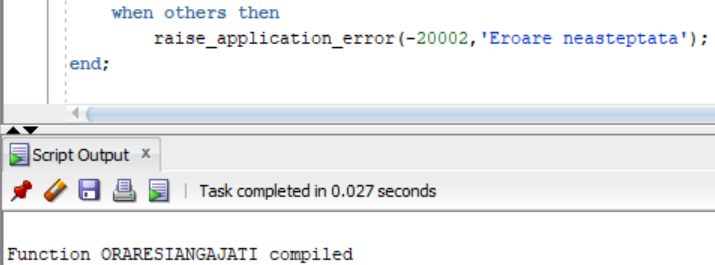 when others then
raise_application_error(-20002,'Eroare neasteptata');
end;
Script Output x
Task completed in 0.027 seconds
Function ORARESIANGAJATI compiled